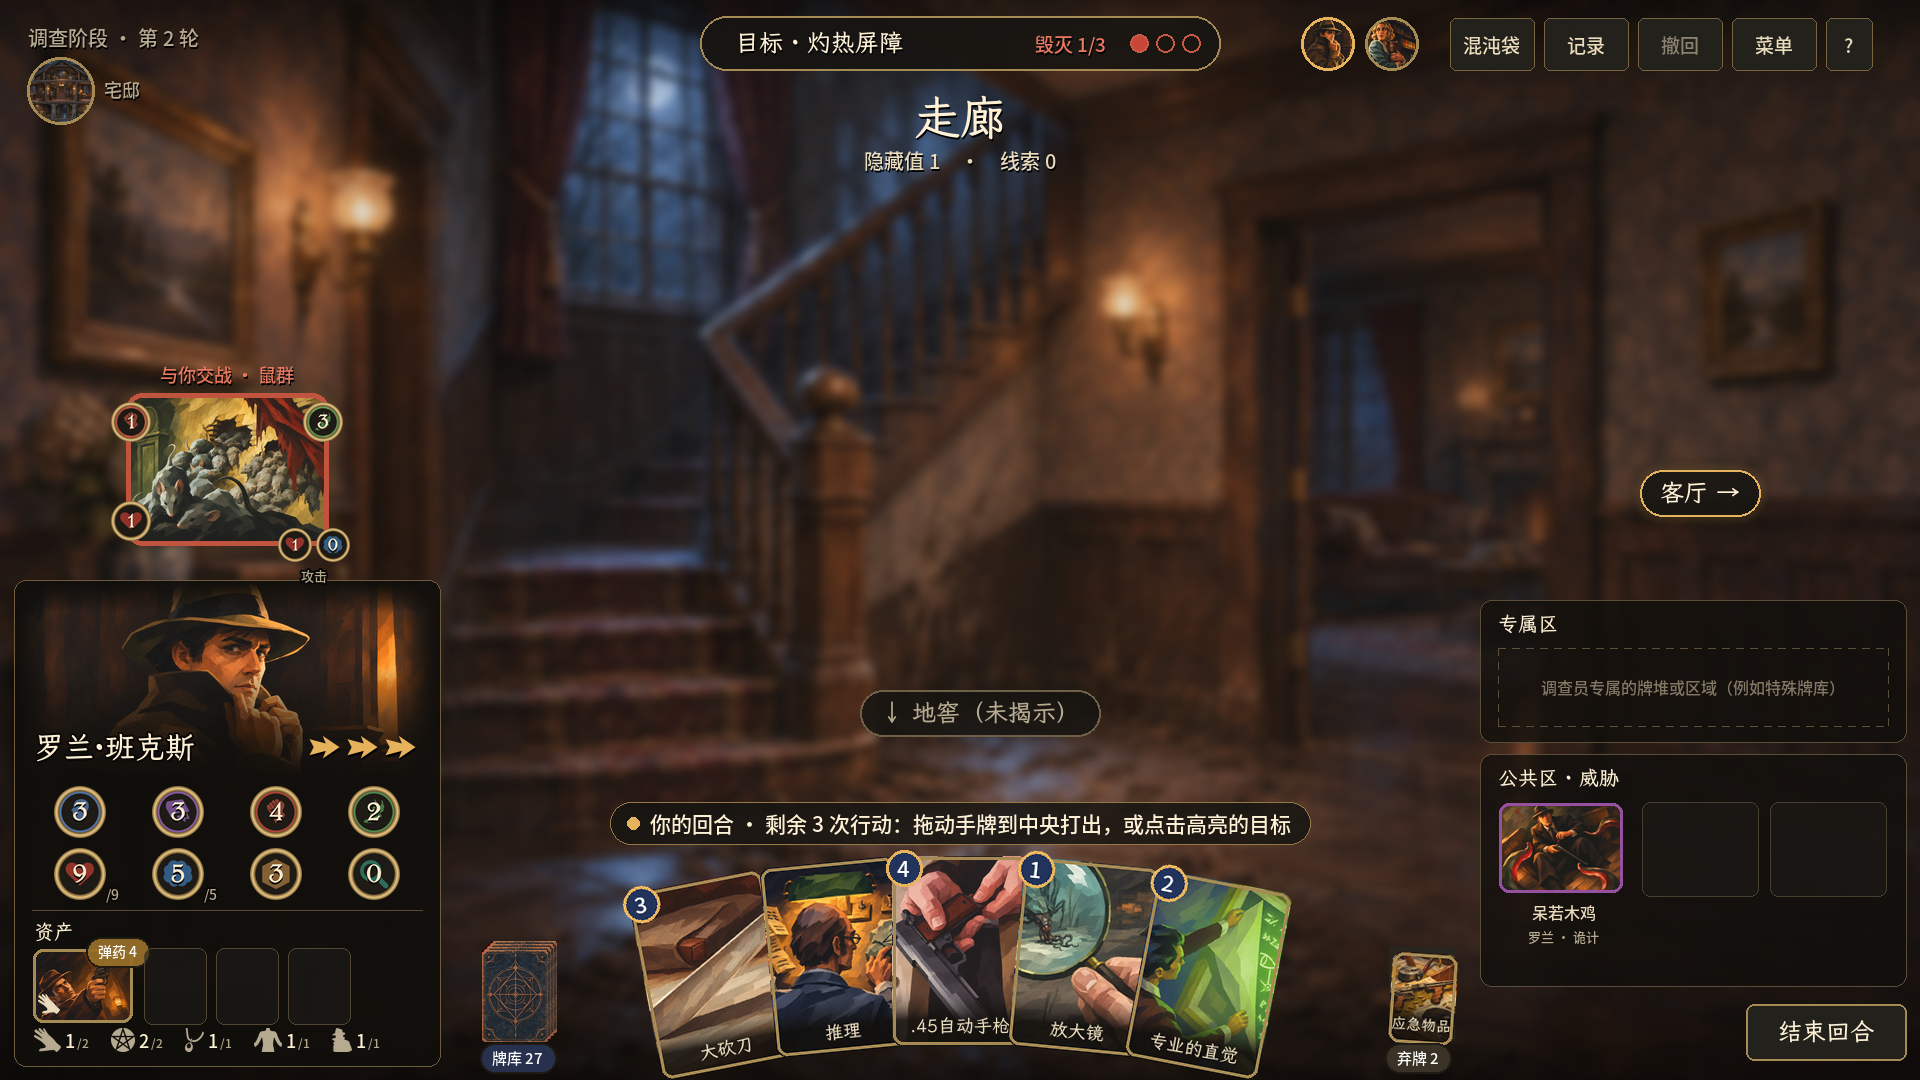 调查阶段 · 第 2 轮
宅邸
目标·灼热屏障
毁灭 1/3
混沌袋
记录
撤回
菜单
?
走廊
隐藏值 1 · 线索 0
与你交战 · 鼠群
1
3
1
1
0
攻击
客厅 →
↓ 地窖（未揭示）
罗兰·班克斯
3
3
4
2
9/9
5/5
3
0
资产
弹药 4
1/2
2/2
1/1
1/1
1/1
你的回合 · 剩余 3 次行动：拖动手牌到中央打出，或点击高亮的目标
牌库 27
3
大砍刀
推理
4
.45自动手枪
1
放大镜
2
专业的直觉
应急物品
弃牌 2
专属区
调查员专属的牌堆或区域（例如特殊牌库）
公共区·威胁
呆若木鸡
罗兰 · 诡计
结束回合